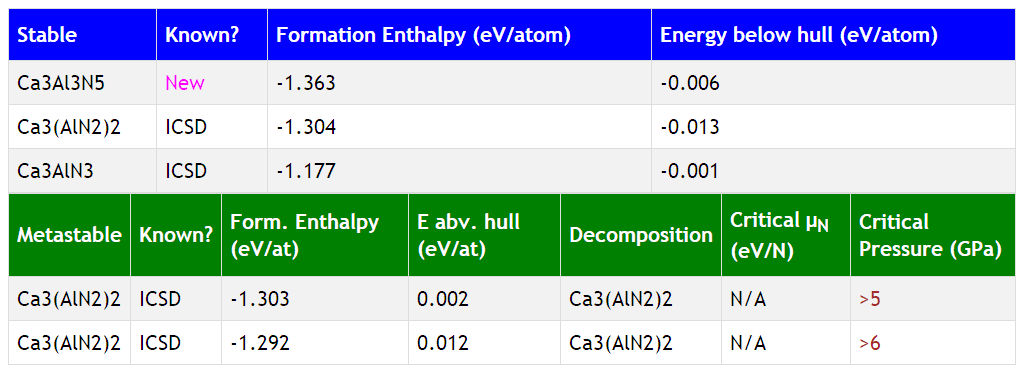 Stable Known? Formation Enthalpy (eV/atom) Energy below hull (eV/atom)
Ca3Al3N5 New -1.363 -0.006
Ca3(AlN2)2 ICSD -1.304 -0.013
Ca3AlN3 ICSD -1.177 -0.001
Metastable Known? Form. Enthalpy (eV/at) E abv. hull (eV/at) Decomposition Critical μN (eV/N) Critical Pressure (GPa)
Ca3(AlN2)2 ICSD -1.303 0.002 Ca3(AlN2)2 N/A >5
Ca3(AlN2)2 ICSD -1.292 0.012 Ca3(AlN2)2 N/A >6